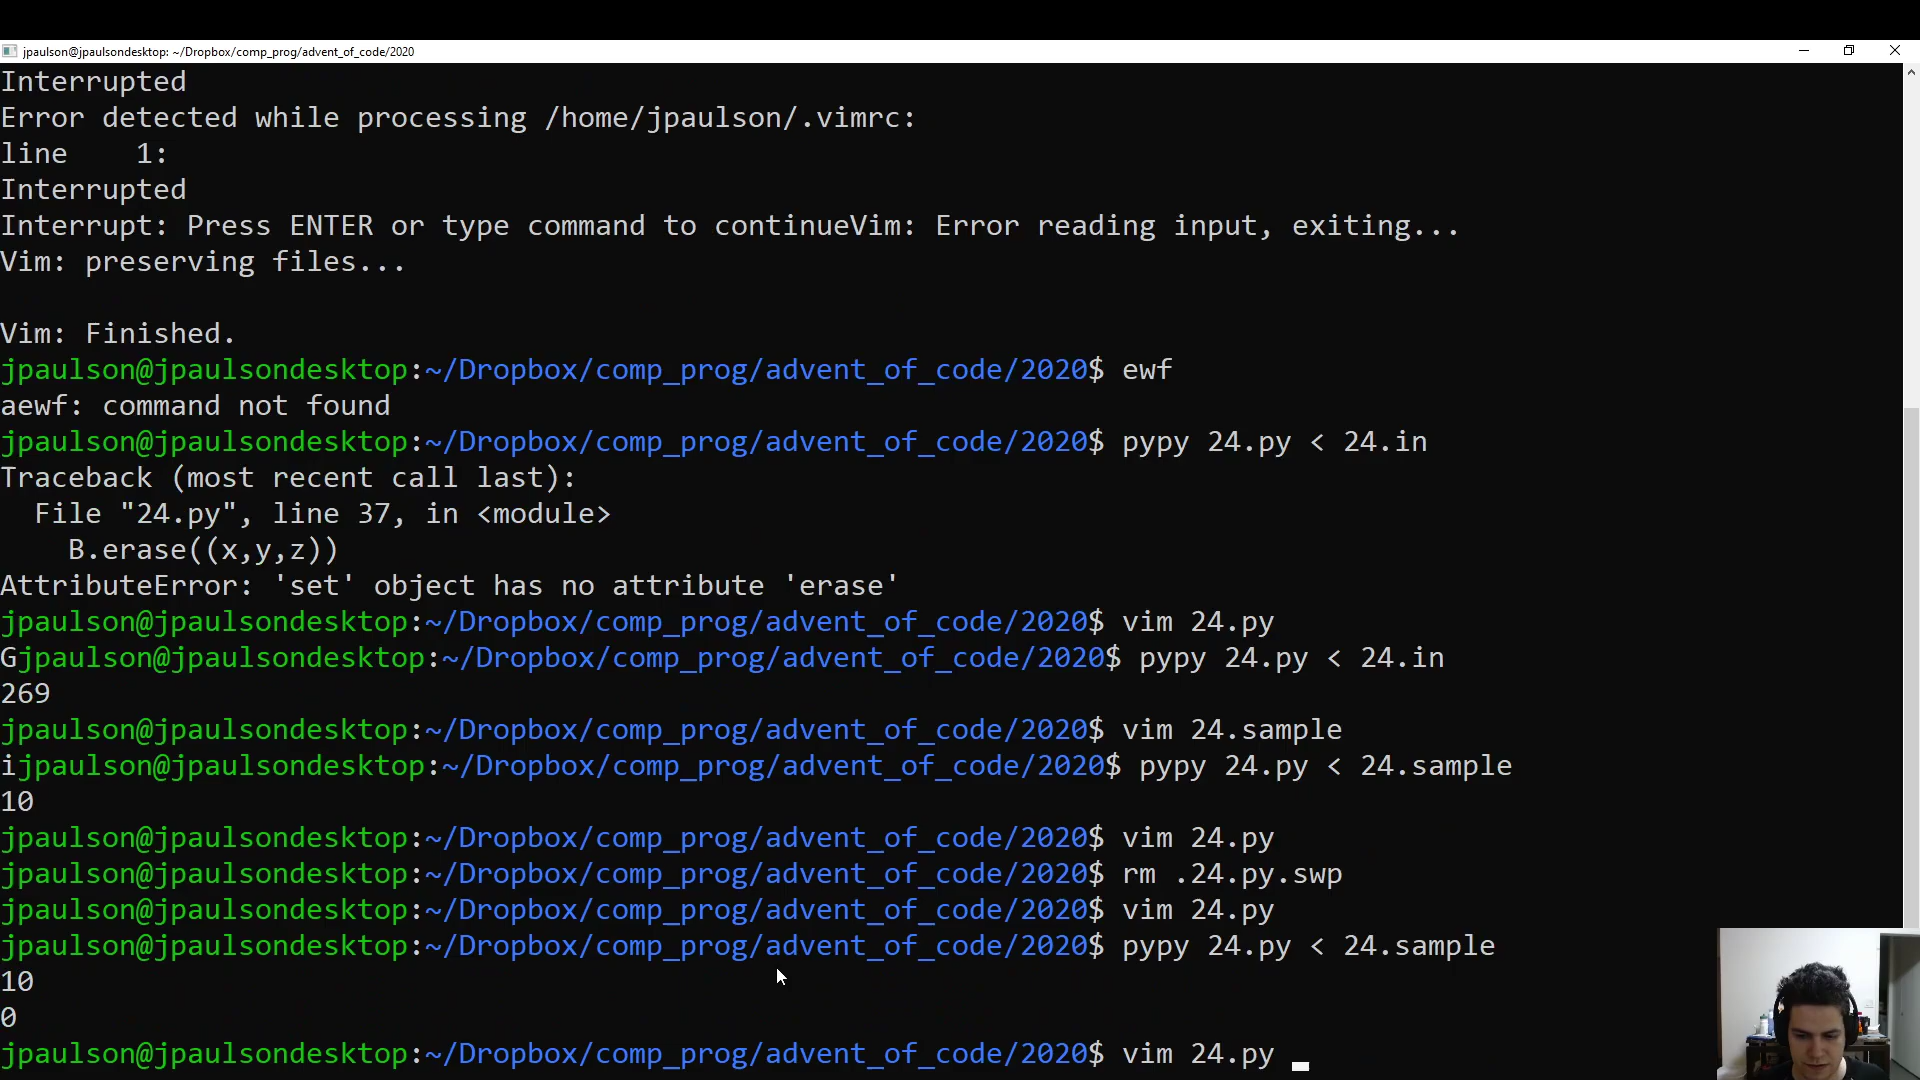 jpaulson@jpaulsondesktop: ~/Dropbox/comp_prog/advent_of_code/2020
Interrupted
Error detected while processing /home/jpaulson/.vimrc:
line    1:
Interrupted
Interrupt: Press ENTER or type command to continueVim: Error reading input, exiting...
Vim: preserving files...
Vim: Finished.
jpaulson@jpaulsondesktop:~/Dropbox/comp_prog/advent_of_code/2020$ ewf
aewf: command not found
jpaulson@jpaulsondesktop:~/Dropbox/comp_prog/advent_of_code/2020$ pypy 24.py < 24.in
Traceback (most recent call last):
  File "24.py", line 37, in <module>
    B.erase((x,y,z))
AttributeError: 'set' object has no attribute 'erase'
jpaulson@jpaulsondesktop:~/Dropbox/comp_prog/advent_of_code/2020$ vim 24.py
Gjpaulson@jpaulsondesktop:~/Dropbox/comp_prog/advent_of_code/2020$ pypy 24.py < 24.in
269
jpaulson@jpaulsondesktop:~/Dropbox/comp_prog/advent_of_code/2020$ vim 24.sample
ijpaulson@jpaulsondesktop:~/Dropbox/comp_prog/advent_of_code/2020$ pypy 24.py < 24.sample
10
jpaulson@jpaulsondesktop:~/Dropbox/comp_prog/advent_of_code/2020$ vim 24.py
jpaulson@jpaulsondesktop:~/Dropbox/comp_prog/advent_of_code/2020$ rm .24.py.swp
jpaulson@jpaulsondesktop:~/Dropbox/comp_prog/advent_of_code/2020$ vim 24.py
jpaulson@jpaulsondesktop:~/Dropbox/comp_prog/advent_of_code/2020$ pypy 24.py < 24.sample
10
0
jpaulson@jpaulsondesktop:~/Dropbox/comp_prog/advent_of_code/2020$ vim 24.py